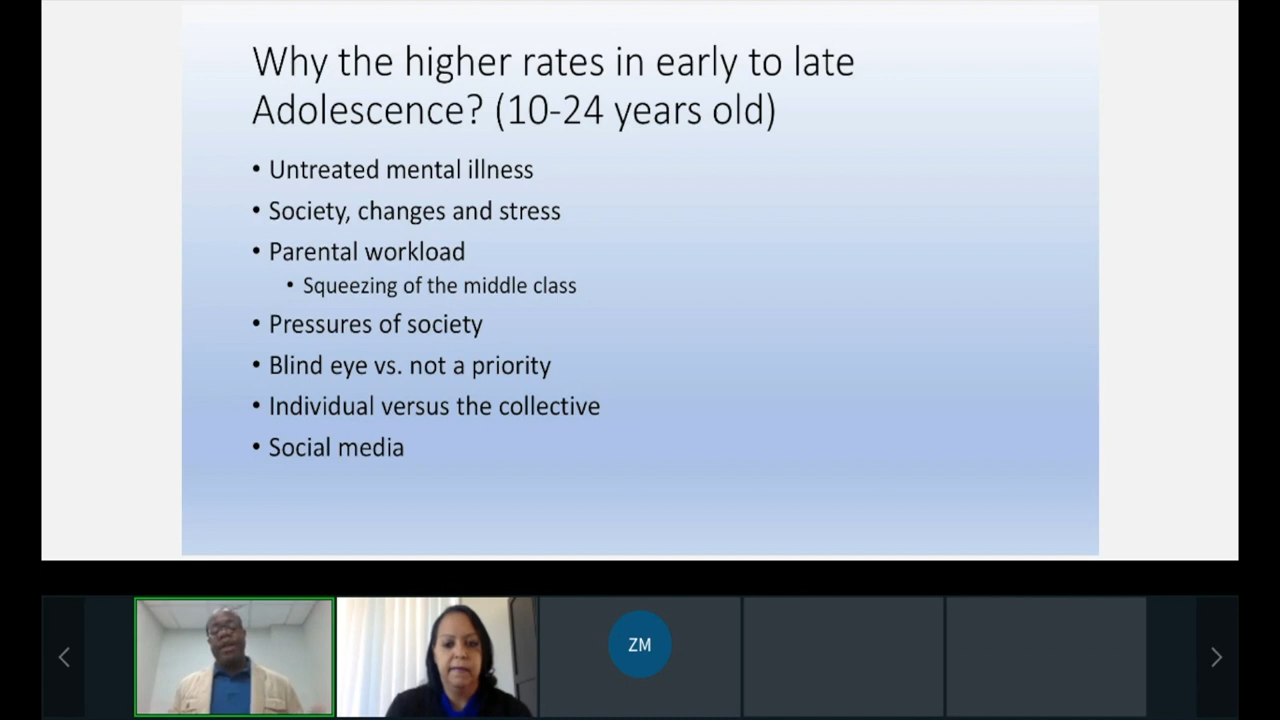 Why the higher rates in early to late
Adolescence? (10-24 years old)
• Untreated mental illness
• Society, changes and stress
• Parental workload
• Squeezing of the middle class
• Pressures of society
• Blind eye vs. not a priority
• Individual versus the collective
• Social media
ZM